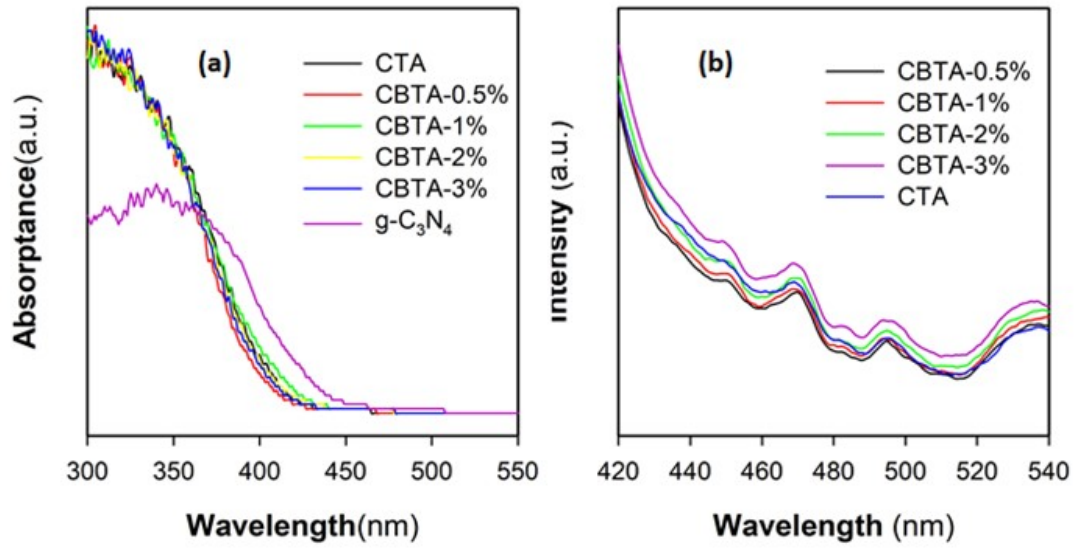 (a)
CTA
CBTA-0.5%
CBTA-1%
CBTA-2%
CBTA-3%
g-C₃N₄
Absorptance(a.u.)
300 350 400 450 500 550
Wavelength(nm)
(b)
CBTA-0.5%
CBTA-1%
CBTA-2%
CBTA-3%
CTA
Intensity (a.u.)
420 440 460 480 500 520 540
Wavelength (nm)